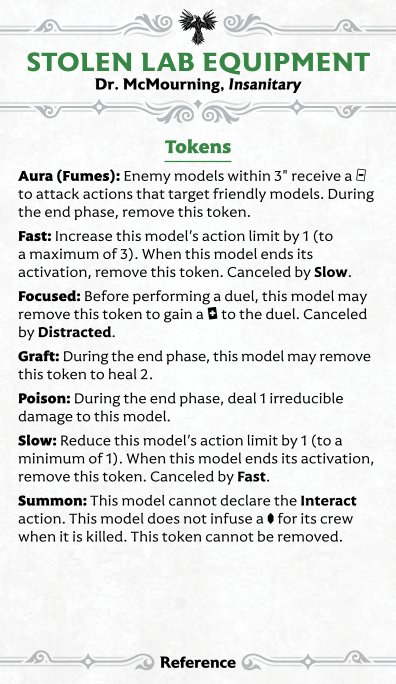 STOLEN LAB EQUIPMENT
Dr. McMourning, Insanitary
Tokens
Aura (Fumes): Enemy models within 3" receive a
to attack actions that target friendly models. During
the end phase, remove this token.
Fast: Increase this model's action limit by 1 (to
a maximum of 3). When this model ends its
activation, remove this token. Canceled by Slow.
Focused: Before performing a duel, this model may
remove this token to gain a to the duel. Canceled
by Distracted.
Graft: During the end phase, this model may remove
this token to heal 2.
Poison: During the end phase, deal 1 irreducible
damage to this model.
Slow: Reduce this model's action limit by 1 (to a
minimum of 1). When this model ends its activation,
remove this token. Canceled by Fast.
Summon: This model cannot declare the Interact
action. This model does not infuse a for its crew
when it is killed. This token cannot be removed.
Reference